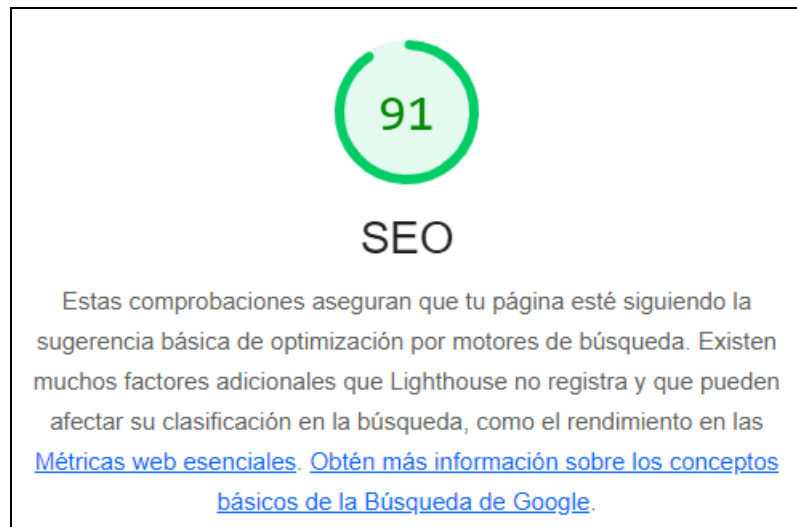 91
SEO
Estas comprobaciones aseguran que tu página esté siguiendo la
sugerencia básica de optimización por motores de búsqueda. Existen
muchos factores adicionales que Lighthouse no registra y que pueden
afectar su clasificación en la búsqueda, como el rendimiento en las
Métricas web esenciales. Obtén más información sobre los conceptos
básicos de la Búsqueda de Google.